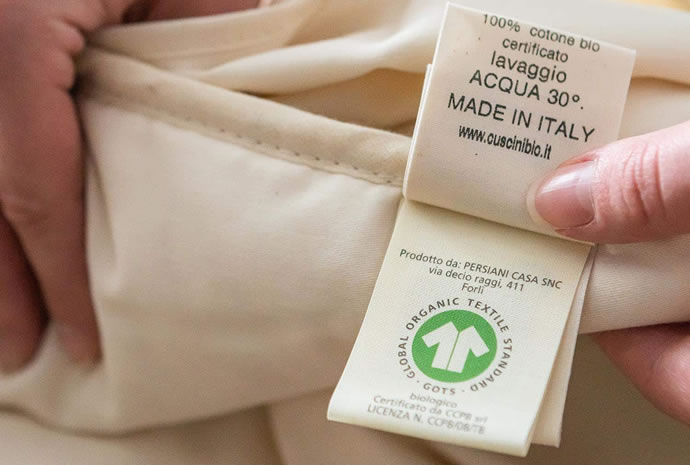 100% cotone bio
certificato
lavaggio
ACQUA 30°.
MADE IN ITALY
www.cuscinibio.it
Prodotto da: PERSIANI CASA SNC
via decio raggi, 411
Forlì
GLOBAL ORGANIC TEXTILE STANDARD
· GOTS ·
biologico
Certificato da CCPB srl
LICENZA N. CCPB/08/TB